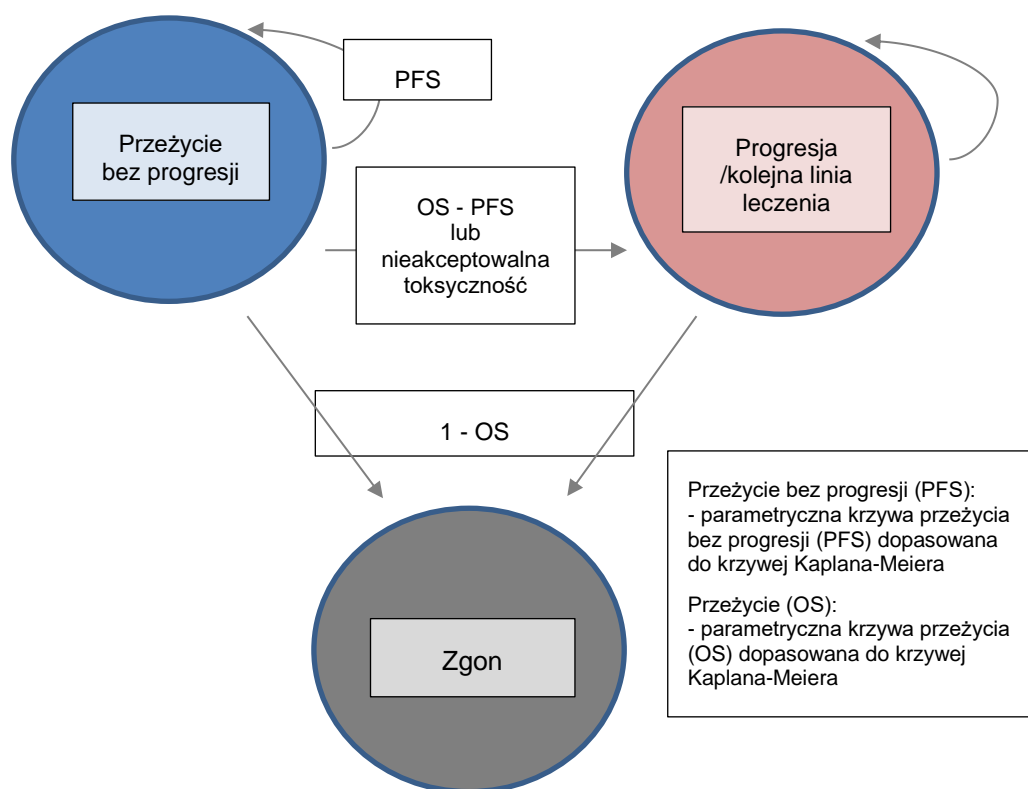 PFS
Przeżycie
bez progresji
Progresja
/kolejna linia
leczenia
OS - PFS
lub
nieakceptowalna
toksyczność
1 - OS
Przeżycie bez progresji (PFS):
- parametryczna krzywa przeżycia
bez progresji (PFS) dopasowana
do krzywej Kaplana-Meiera
Przeżycie (OS):
- parametryczna krzywa przeżycia
(OS) dopasowana do krzywej
Kaplana-Meiera
Zgon